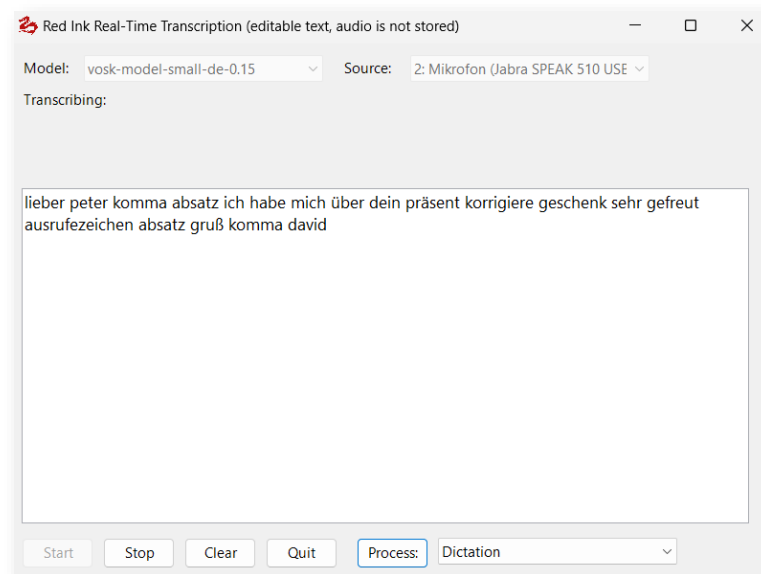 Red Ink Real-Time Transcription (editable text, audio is not stored)
Model: vosk-model-small-de-0.15 Source: 2: Mikrofon (Jabra SPEAK 510 USB
Transcribing:
lieber peter komma absatz ich habe mich über dein präsent korrigiere geschenk sehr gefreut
ausrufezeichen absatz gruß komma david
Start Stop Clear Quit Process: Dictation